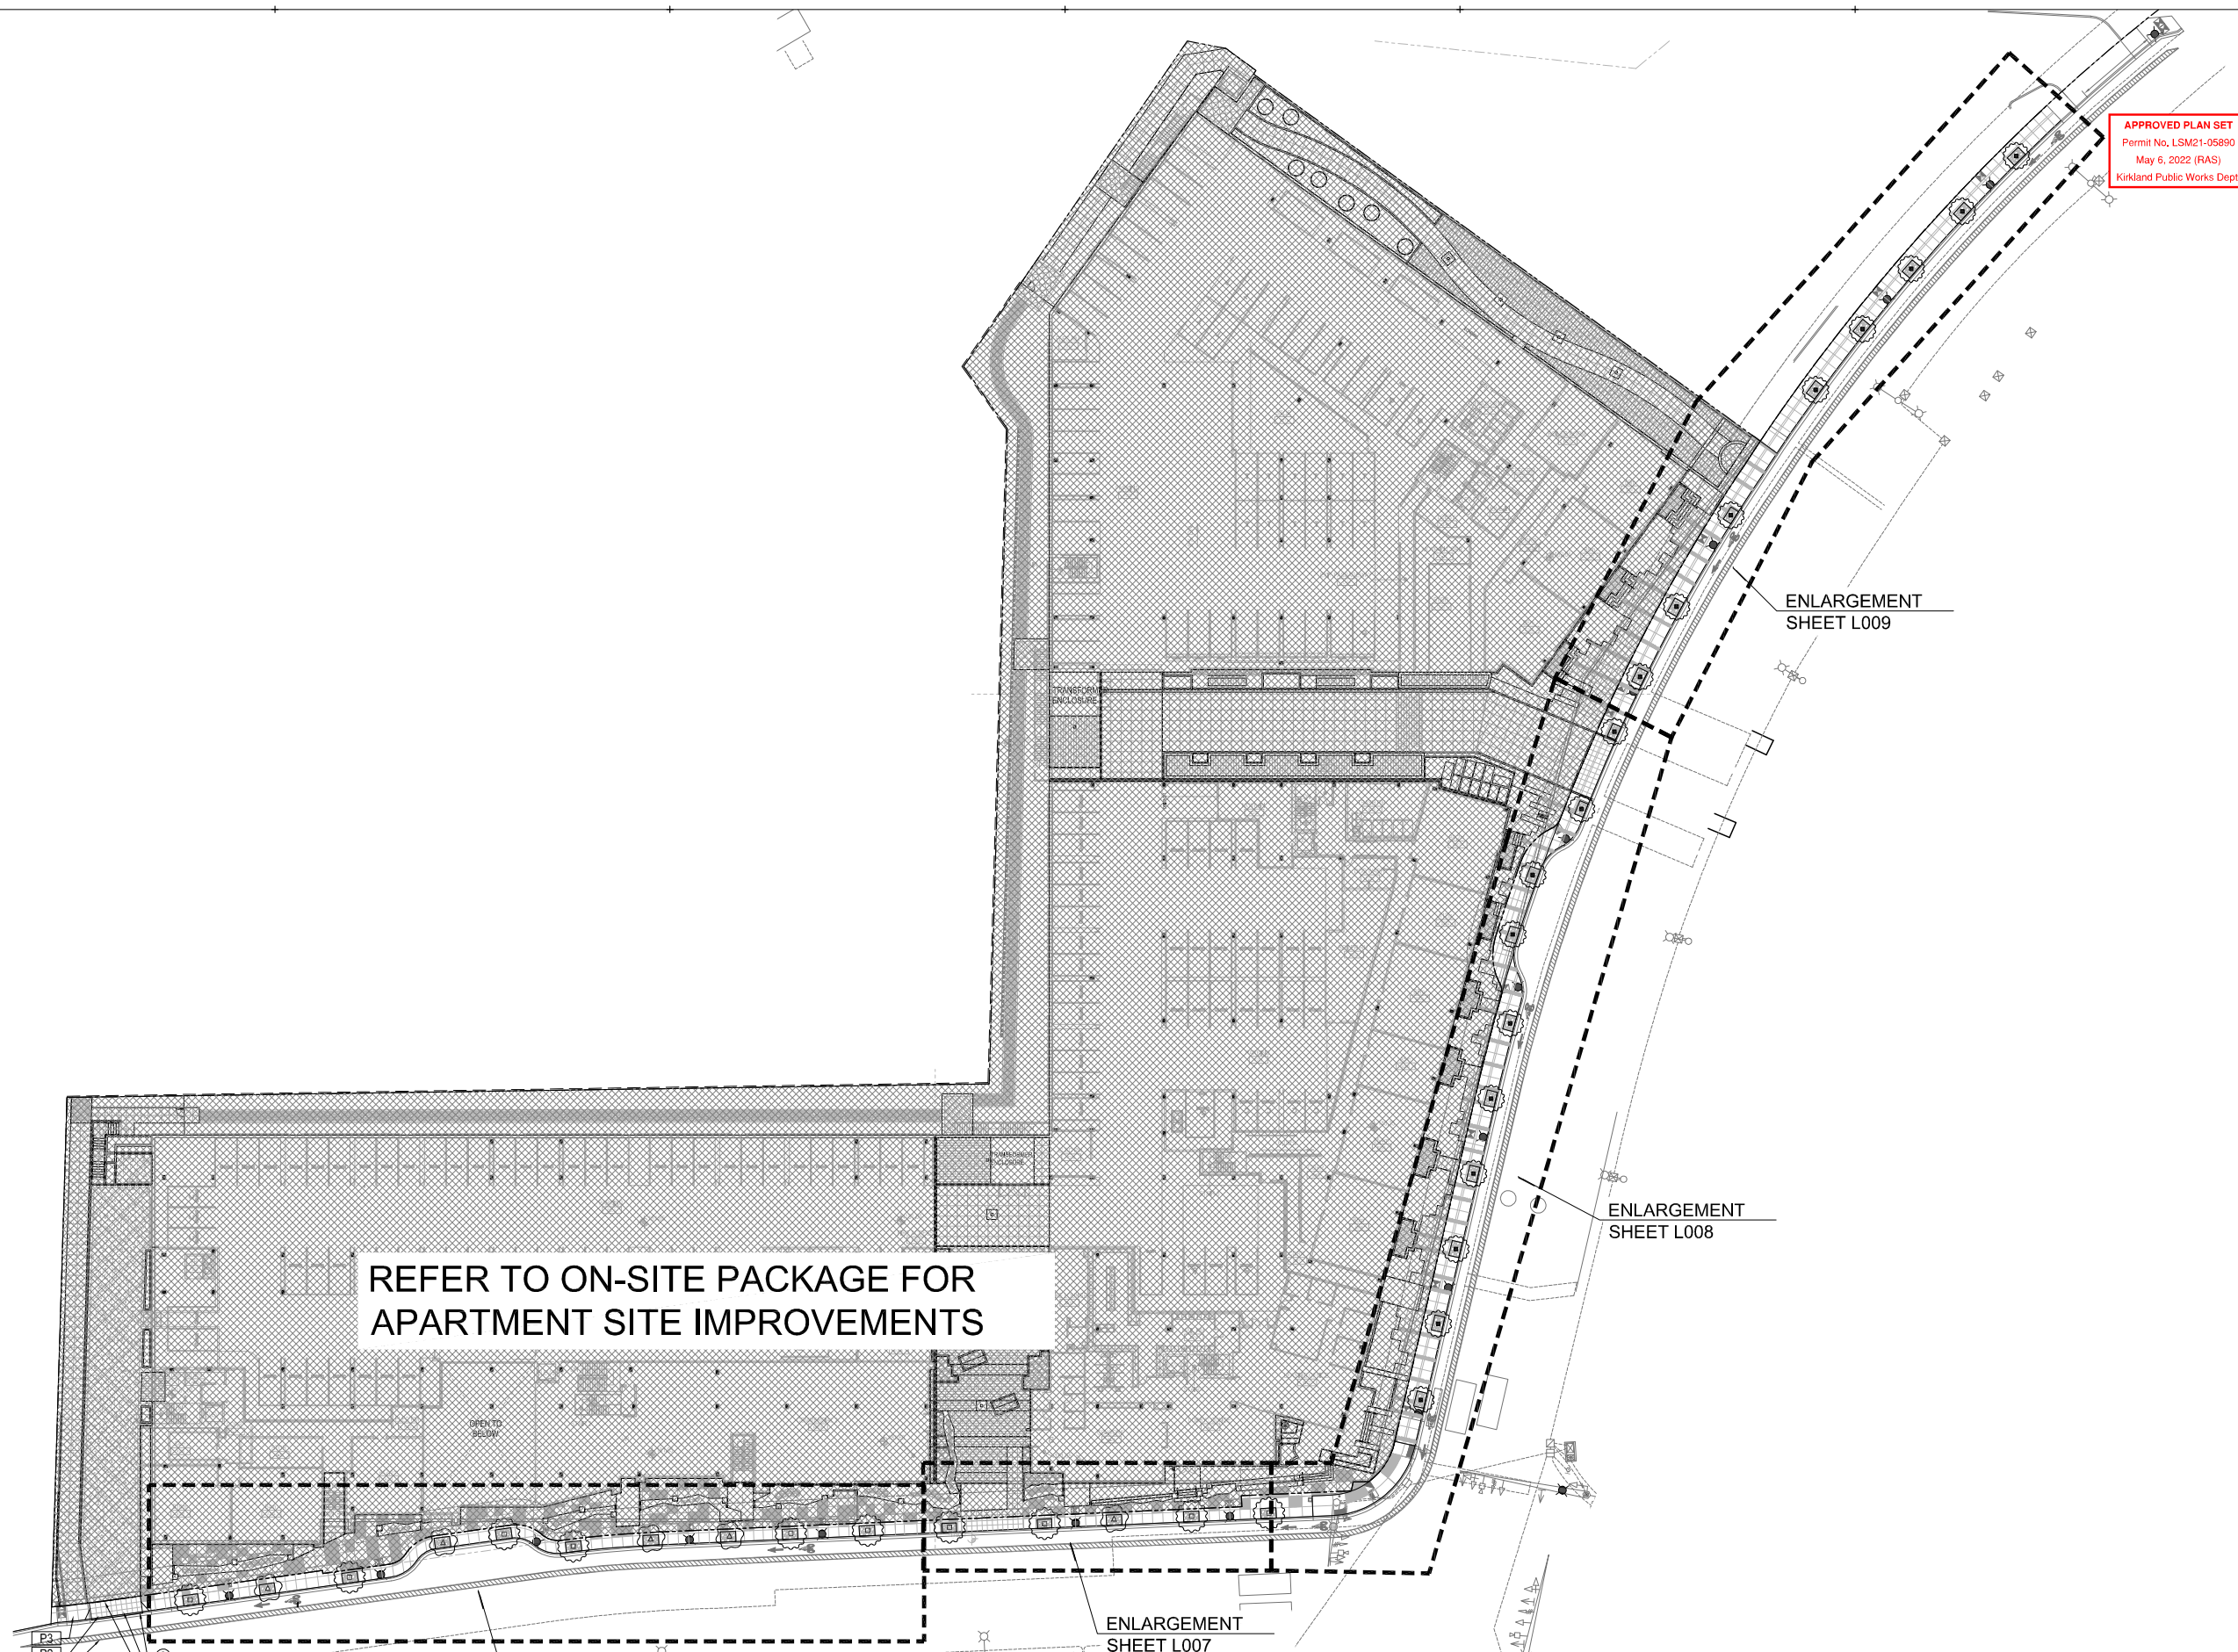 APPROVED PLAN SET
Permit No. LSM21-05890
May 6, 2022 (RAS)
Kirkland Public Works Dept
ENLARGEMENT
SHEET L009
TRANSFORMER
ENCLOSURE
TRANSFORMER
ENCLOSURE
ENLARGEMENT
SHEET L008
REFER TO ON-SITE PACKAGE FOR
APARTMENT SITE IMPROVEMENTS
OPEN TO
BELOW
ENLARGEMENT
SHEET L007
P3